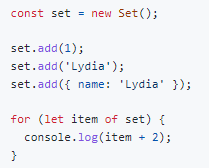 const set = new Set();

set.add(1);
set.add('Lydia');
set.add({ name: 'Lydia' });

for (let item of set) {
  console.log(item + 2);
}